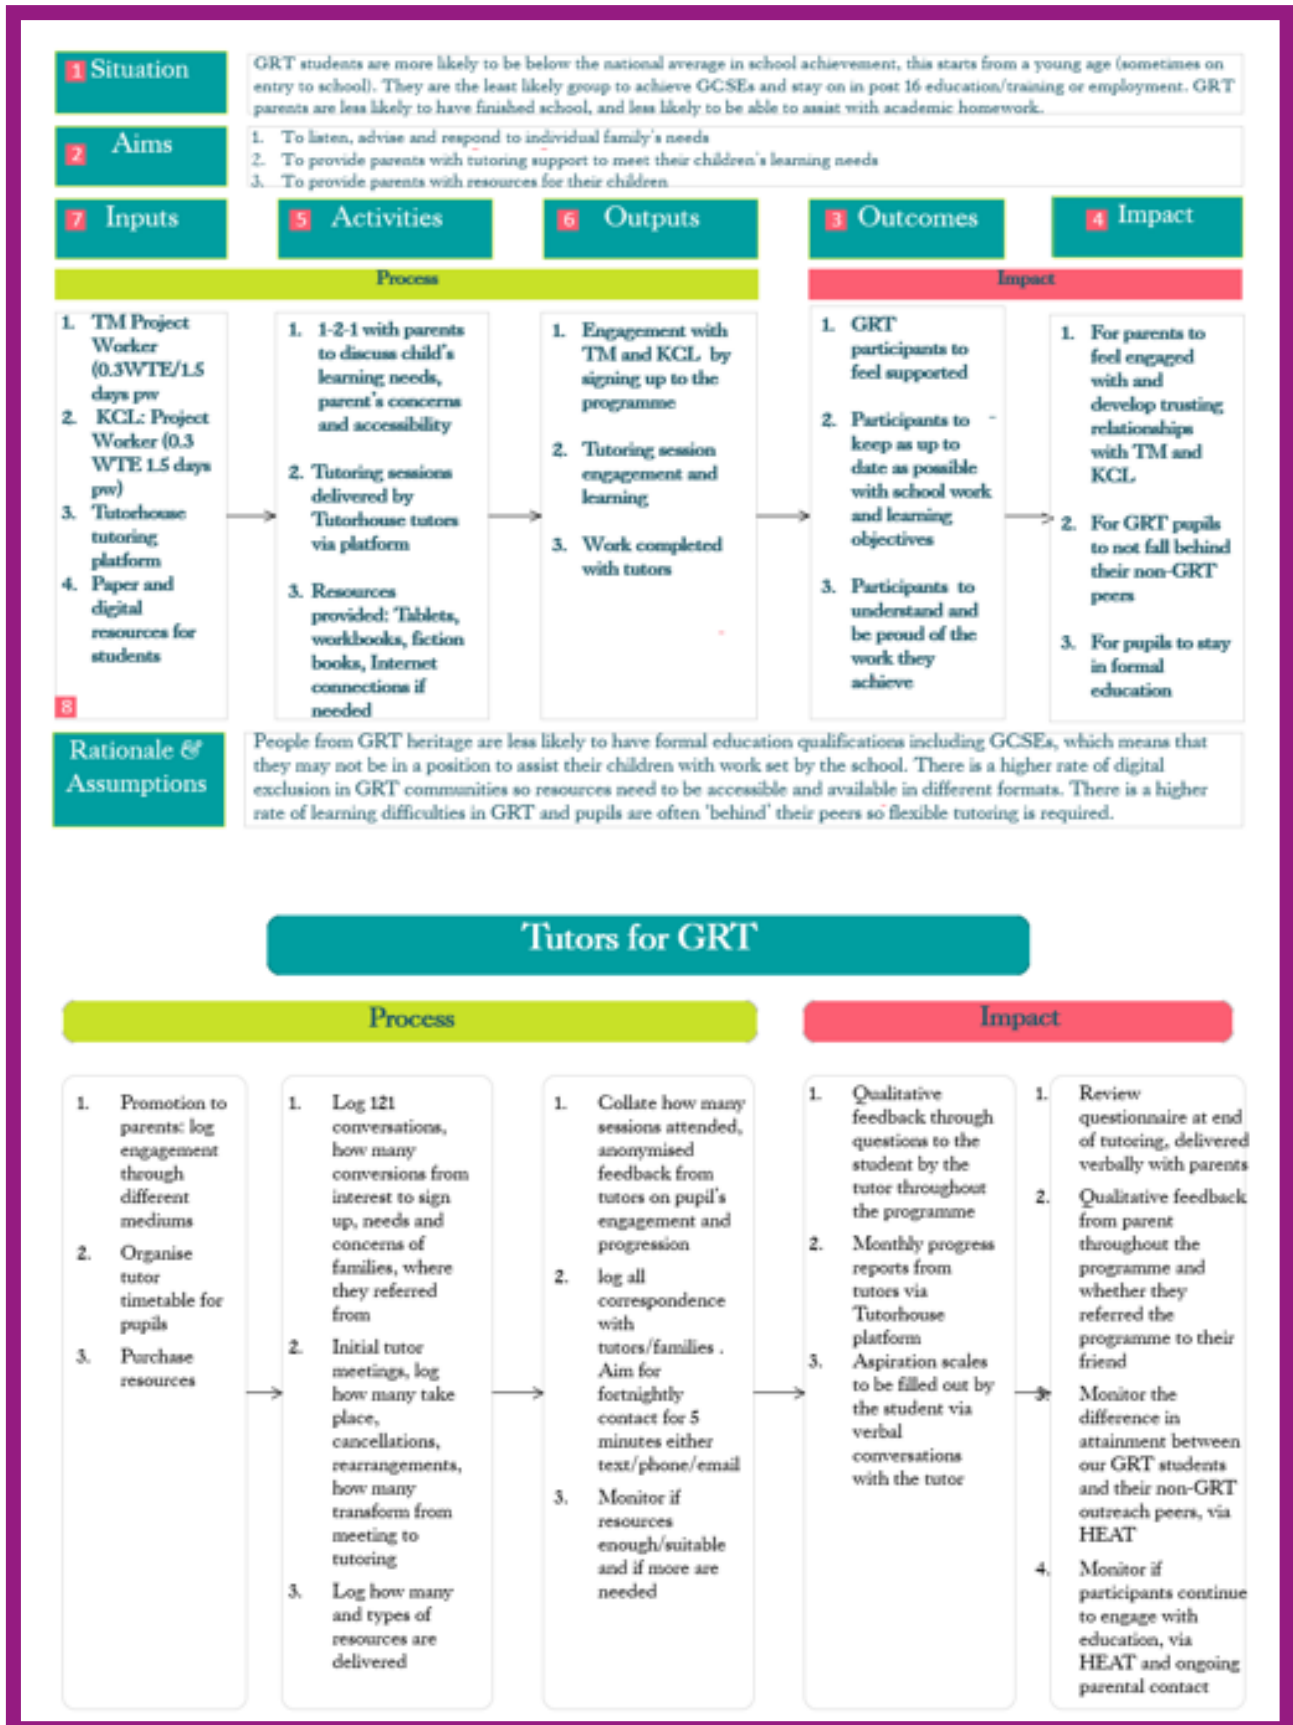 1 Situation
GRT students are more likely to be below the national average in school achievement, this starts from a young age (sometimes on
entry to school). They are the least likely group to achieve GCSEs and stay on in post 16 education/training or employment. GRT
parents are less likely to have finished school, and less likely to be able to assist with academic homework.
2 Aims
1. To listen, advise and respond to individual family's needs
2. To provide parents with tutoring support to meet their children's learning needs
3. To provide parents with resources for their children
7 Inputs
5 Activities
6 Outputs
3 Outcomes
4 Impact
Process
Impact
1. TM Project
Worker
(0.3WTE/1.5
days pw
2. KCL: Project
Worker (0.3
WTE 1.5 days
pw)
3. Tutorhouse
tutoring
platform
4. Paper and
digital
resources for
students
8
1. 1-2-1 with parents
to discuss child's
learning needs,
parent's concerns
and accessibility
2. Tutoring sessions
delivered by
Tutorhouse tutors
via platform
3. Resources
provided: Tablets,
workbooks, fiction
books, Internet
connections if
needed
1. Engagement with
TM and KCL by
signing up to the
programme
2. Tutoring session
engagement and
learning
3. Work completed
with tutors
1. GRT
participants to
feel supported
2. Participants to
keep as up to
date as possible
with school work
and learning
objectives
3. Participants to
understand and
be proud of the
work they
achieve
1. For parents to
feel engaged
with and
develop trusting
relationships
with TM and
KCL
2. For GRT pupils
to not fall behind
their non-GRT
peers
3. For pupils to stay
in formal
education
Rationale &
Assumptions
People from GRT heritage are less likely to have formal education qualifications including GCSEs, which means that
they may not be in a position to assist their children with work set by the school. There is a higher rate of digital
exclusion in GRT communities so resources need to be accessible and available in different formats. There is a higher
rate of learning difficulties in GRT and pupils are often 'behind' their peers so flexible tutoring is required.
Tutors for GRT
Process
Impact
1. Promotion to
parents: log
engagement
through
different
mediums
2. Organise
tutor
timetable for
pupils
3. Purchase
resources
1. Log 121
conversations,
how many
conversions from
interest to sign
up, needs and
concerns of
families, where
they referred
from
2. Initial tutor
meetings, log
how many take
place,
cancellations,
rearrangements,
how many
transform from
meeting to
tutoring
3. Log how many
and types of
resources are
delivered
1. Collate how many
sessions attended,
anonymised
feedback from
tutors on pupil's
engagement and
progression
2. log all
correspondence
with
tutors/families .
Aim for
fortnightly
contact for 5
minutes either
text/phone/email
3. Monitor if
resources
enough/suitable
and if more are
needed
1. Qualitative
feedback through
questions to the
student by the
tutor throughout
the programme
2. Monthly progress
reports from
tutors via
Tutorhouse
platform
3. Aspiration scales
to be filled out by
the student via
verbal
conversations
with the tutor
1. Review
questionnaire at end
of tutoring, delivered
verbally with parents
2. Qualitative feedback
from parent
throughout the
programme and
whether they
referred the
programme to their
friend
3. Monitor the
difference in
attainment between
our GRT students
and their non-GRT
outreach peers, via
HEAT
4. Monitor if
participants continue
to engage with
education, via
HEAT and ongoing
parental contact